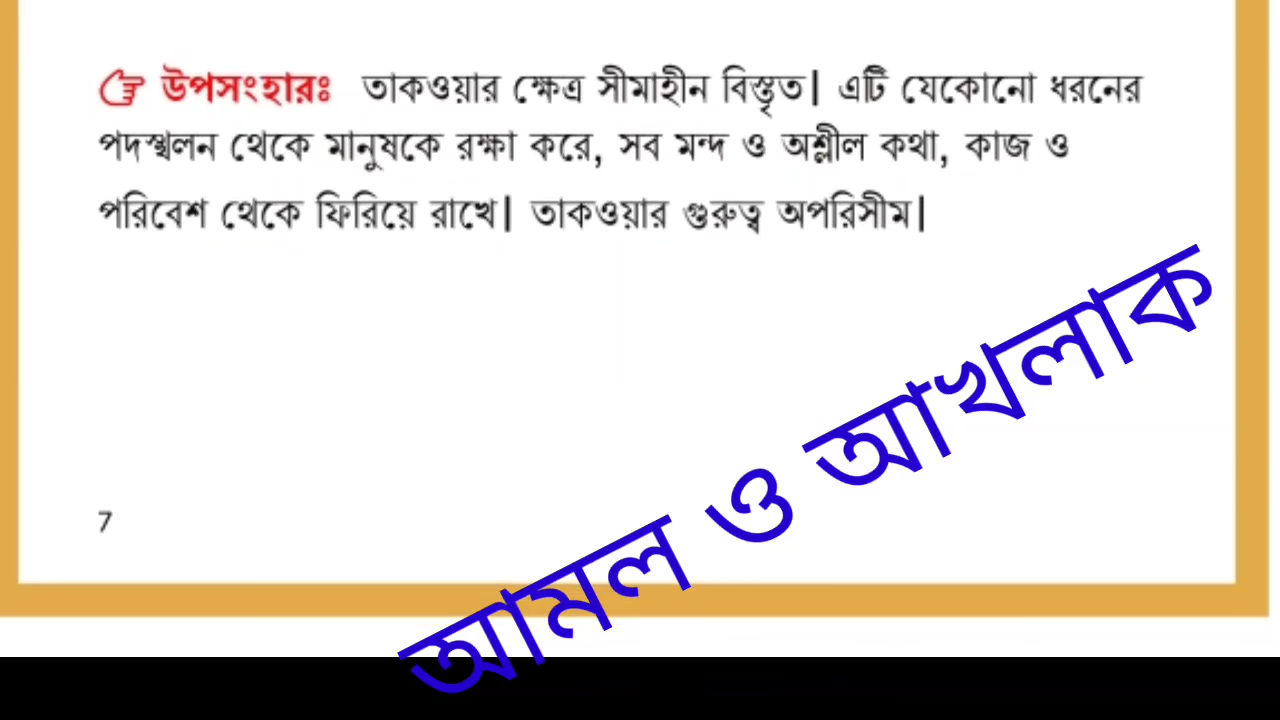 ☞ উপসংহারঃ তাকওয়ার ক্ষেত্র সীমাহীন বিস্তৃত| এটি যেকোনো ধরনের
পদস্খলন থেকে মানুষকে রক্ষা করে, সব মন্দ ও অশ্লীল কথা, কাজ ও
পরিবেশ থেকে ফিরিয়ে রাখে| তাকওয়ার গুরুত্ব অপরিসীম|
আমল ও আখলাক
7